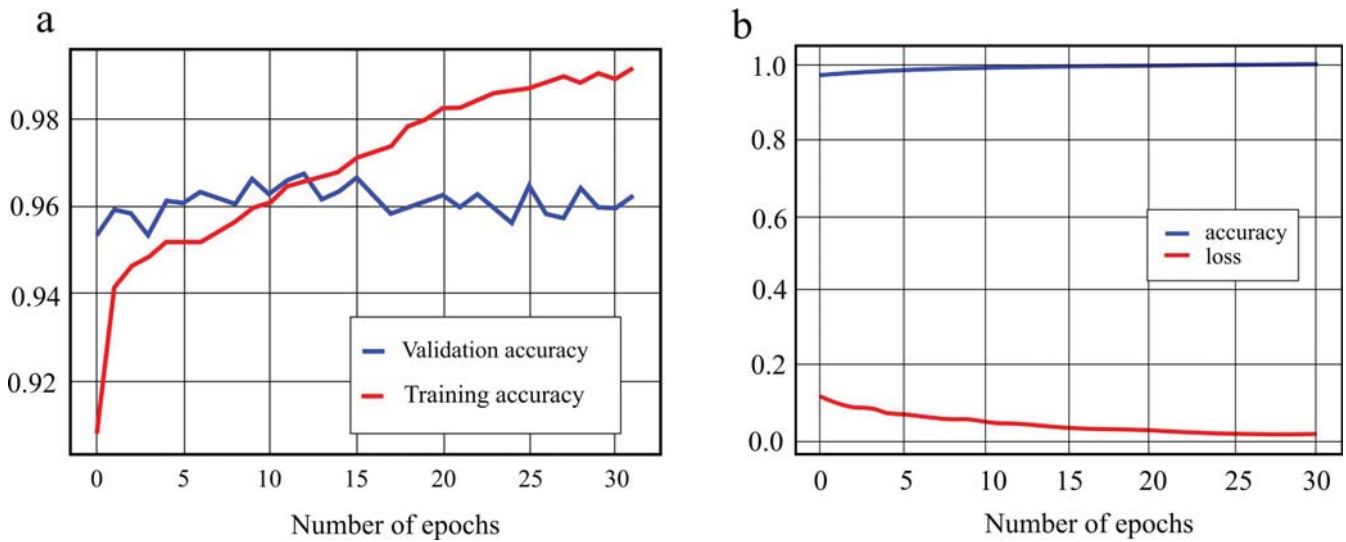 a
0.98
0.96
0.94
0.92
Validation accuracy
Training accuracy
0 5 10 15 20 25 30
Number of epochs
b
1.0
0.8
0.6
0.4
0.2
0.0
accuracy
loss
0 5 10 15 20 25 30
Number of epochs